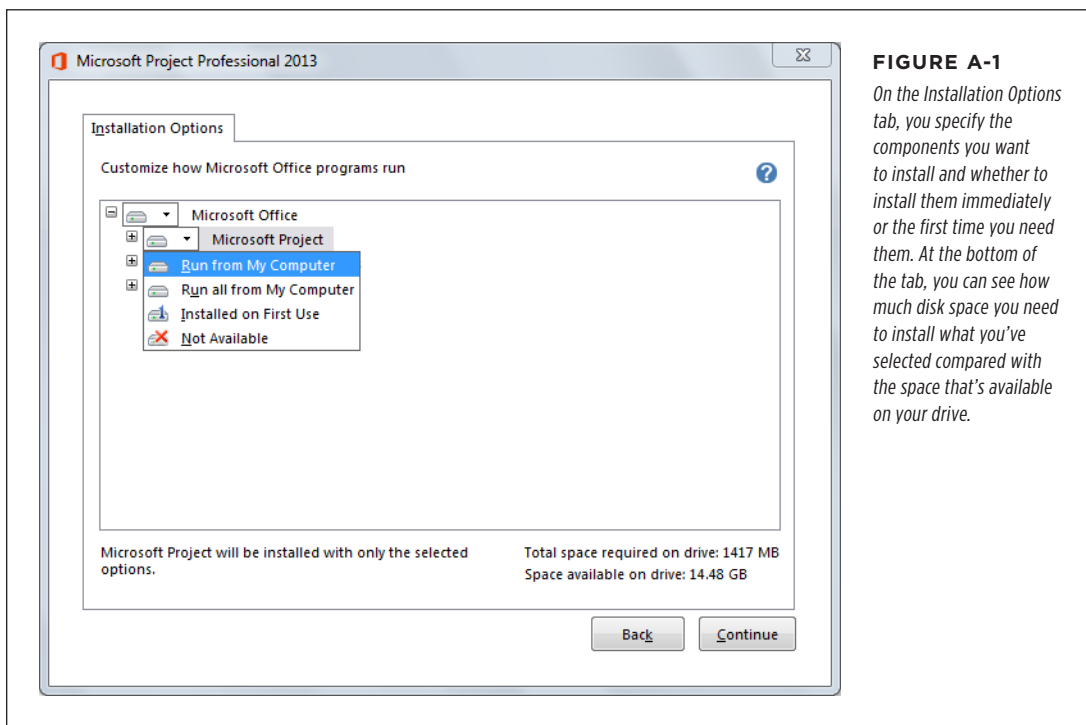 Microsoft Project Professional 2013
Installation Options
Customize how Microsoft Office programs run
Microsoft Office
Microsoft Project
Run from My Computer
Run all from My Computer
Installed on First Use
Not Available
Microsoft Project will be installed with only the selected
options.
Total space required on drive: 1417 MB
Space available on drive: 14.48 GB
Back
Continue
FIGURE A-1
On the Installation Options
tab, you specify the
components you want
to install and whether to
install them immediately
or the first time you need
them. At the bottom of
the tab, you can see how
much disk space you need
to install what you've
selected compared with
the space that's available
on your drive.